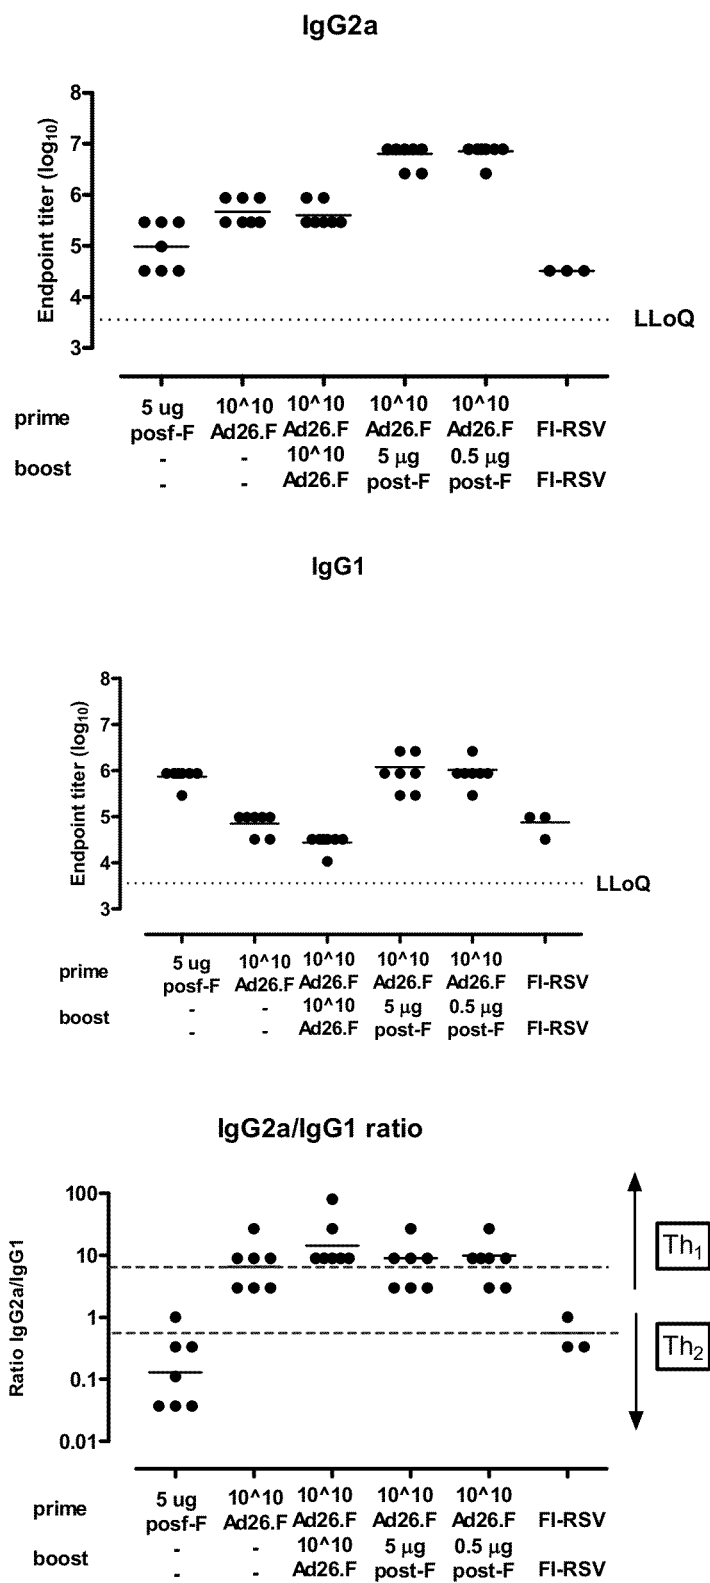 IgG2a
Endpoint titer (log10)
8
7
6
5
4
3
LLoQ
prime
5 ug
posf-F
10^10
Ad26.F
10^10
Ad26.F
10^10
Ad26.F
10^10
Ad26.F
FI-RSV
boost
-
-
-
-
10^10
Ad26.F
5 µg
post-F
0.5 µg
post-F
FI-RSV
IgG1
Endpoint titer (log10)
8
7
6
5
4
3
LLoQ
prime
5 ug
posf-F
10^10
Ad26.F
10^10
Ad26.F
10^10
Ad26.F
10^10
Ad26.F
FI-RSV
boost
-
-
-
-
10^10
Ad26.F
5 µg
post-F
0.5 µg
post-F
FI-RSV
IgG2a/IgG1 ratio
Ratio IgG2a/IgG1
100
10
1
0.1
0.01
Th1
Th2
prime
5 ug
posf-F
10^10
Ad26.F
10^10
Ad26.F
10^10
Ad26.F
10^10
Ad26.F
FI-RSV
boost
-
-
-
-
10^10
Ad26.F
5 µg
post-F
0.5 µg
post-F
FI-RSV